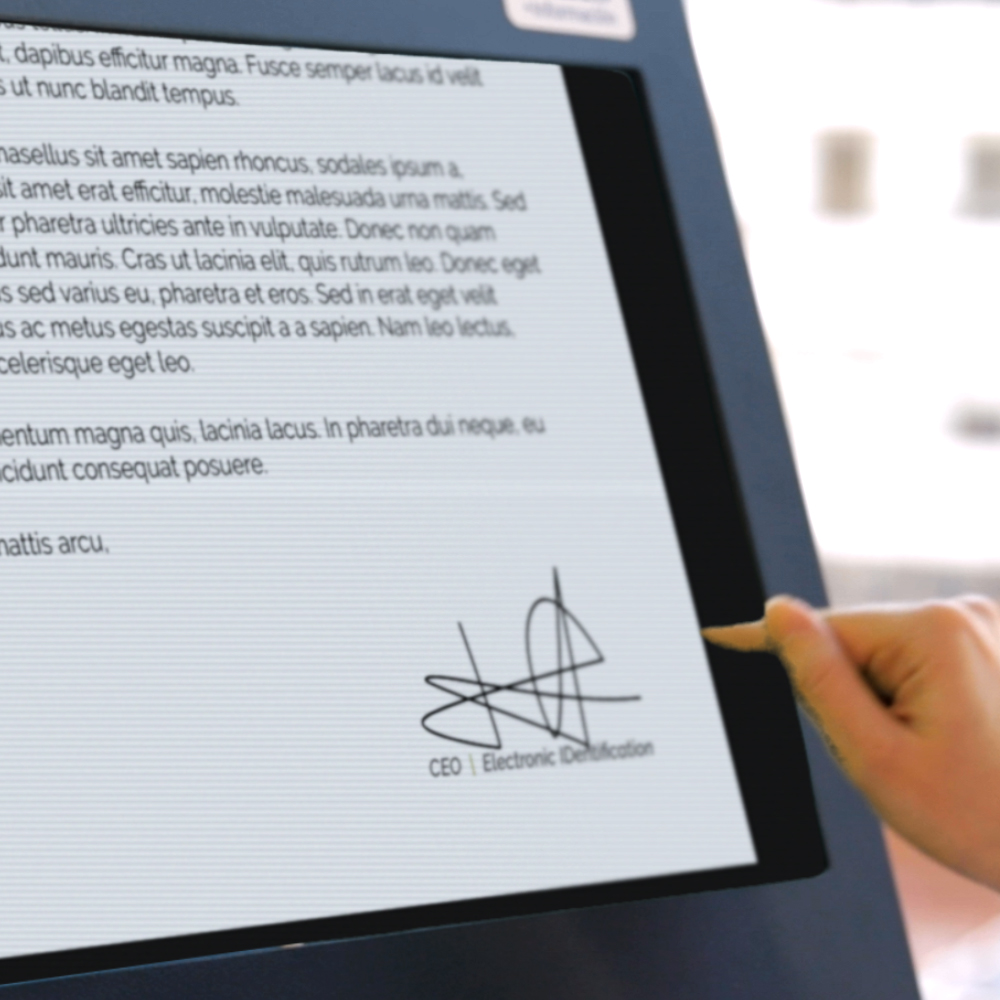 dapibus efficitur magna. Fusce semper lacus id velit
ut nunc blandit tempus.
hasellus sit amet sapien rhoncus, sodales ipsum a,
sit amet erat efficitur, molestie malesuada urna mattis. Sed
r pharetra ultricies ante in vulputate. Donec non quam
dunt mauris. Cras ut lacinia elit, quis rutrum leo. Donec eget
us sed varius eu, pharetra et eros. Sed in erat eget velit
us ac metus egestas suscipit a a sapien. Nam leo lectus,
celerisque eget leo.
entum magna quis, lacinia lacus. In pharetra dui neque, eu
ncidunt consequat posuere.
mattis arcu,
CEO | Electronic IDentification